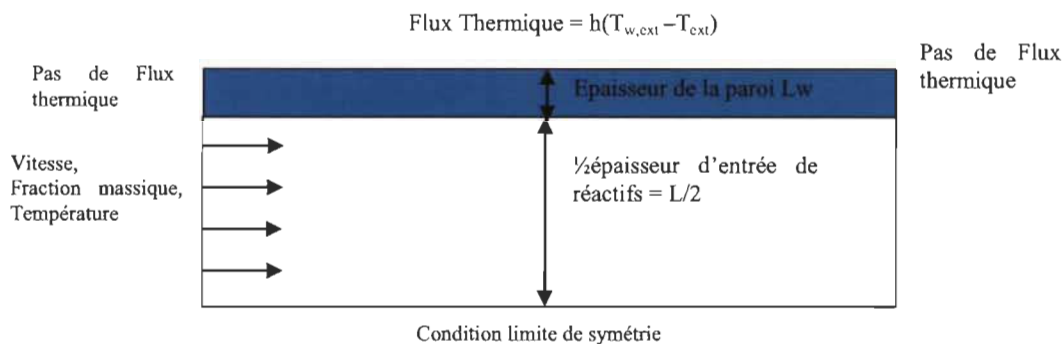 Flux Thermique = h(T_w,ext –T_ext)
Pas de Flux
thermique
Pas de Flux
thermique
Epaisseur de la paroi Lw
Vitesse,
Fraction massique,
Température
½épaisseur d'entrée de
réactifs = L/2
Condition limite de symétrie